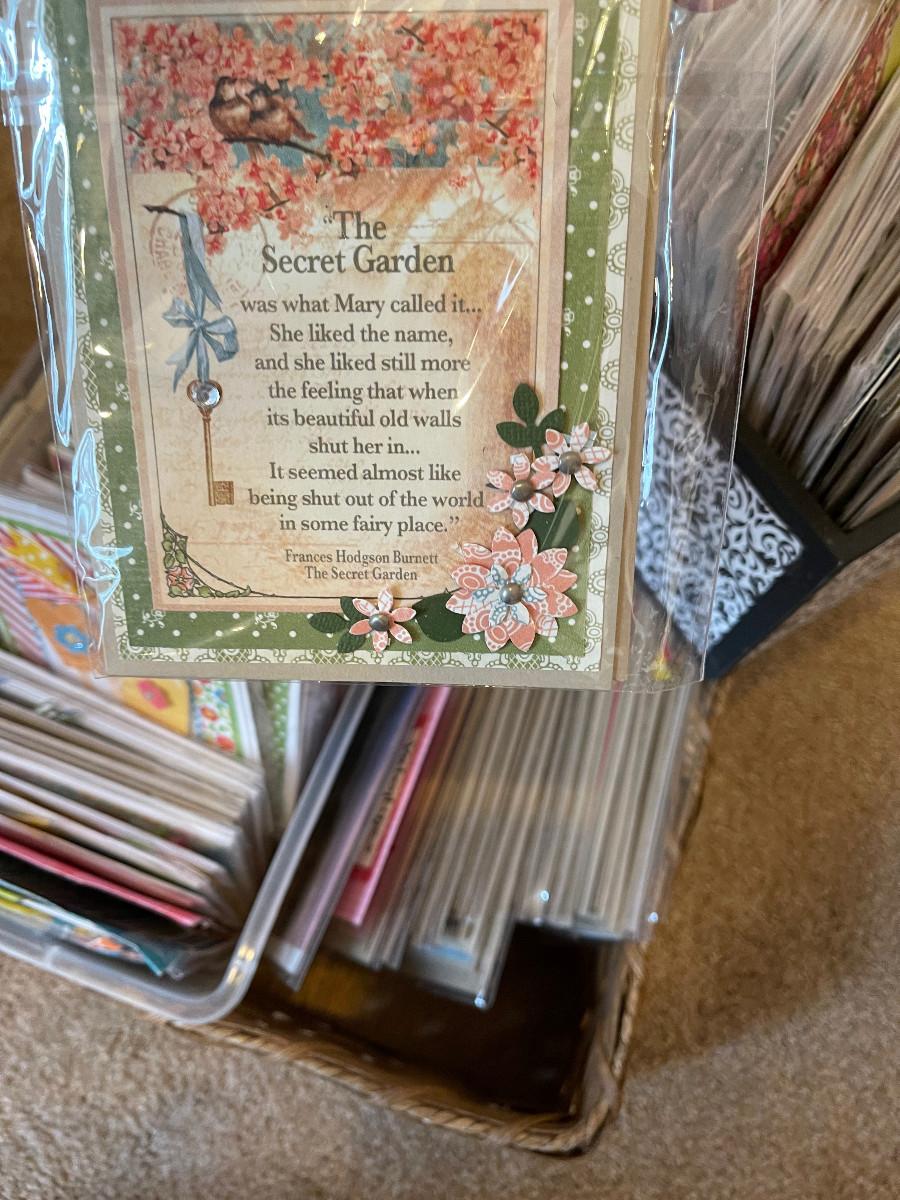 “The
Secret Garden
was what Mary called it...
She liked the name,
and she liked still more
the feeling that when
its beautiful old walls
shut her in...
It seemed almost like
being shut out of the world
in some fairy place.”
Frances Hodgson Burnett
The Secret Garden